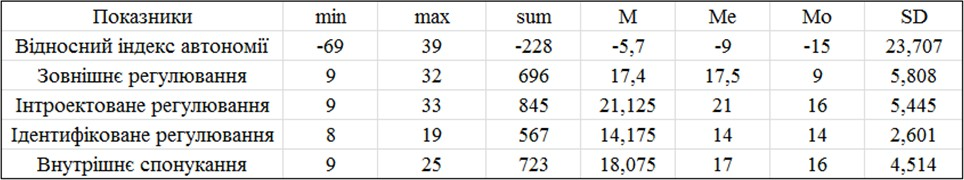 Показники min max sum M Me Mo SD
Відносний індекс автономії -69 39 -228 -5,7 -9 -15 23,707
Зовнішнє регулювання 9 32 696 17,4 17,5 9 5,808
Інтроектоване регулювання 9 33 845 21,125 21 16 5,445
Ідентифіковане регулювання 8 19 567 14,175 14 14 2,601
Внутрішнє спонукання 9 25 723 18,075 17 16 4,514